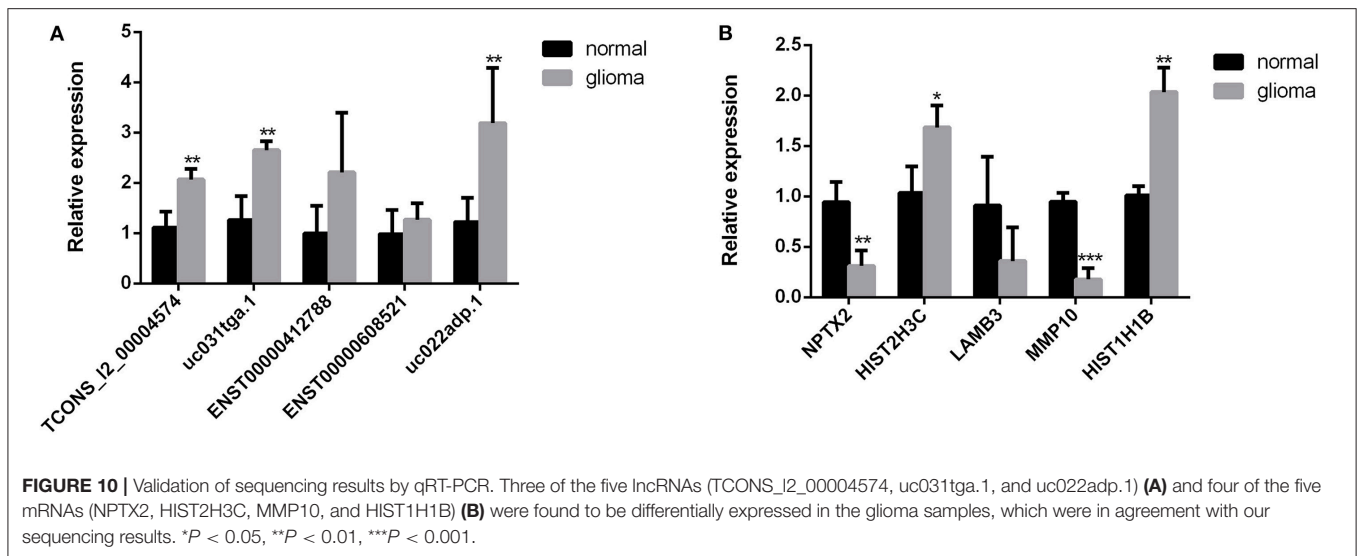 A
Relative expression
5
4
3
2
1
0
normal
glioma
**
**
**
TCONS_l2_00004574
uc031tga.1
ENST00000412788
ENST00000608521
uc022adp.1
B
Relative expression
2.5
2.0
1.5
1.0
0.5
0.0
normal
glioma
**
*
***
**
NPTX2
HIST2H3C
LAMB3
MMP10
HIST1H1B
FIGURE 10 | Validation of sequencing results by qRT-PCR. Three of the five lncRNAs (TCONS_l2_00004574, uc031tga.1, and uc022adp.1) (A) and four of the five
mRNAs (NPTX2, HIST2H3C, MMP10, and HIST1H1B) (B) were found to be differentially expressed in the glioma samples, which were in agreement with our
sequencing results. *P < 0.05, **P < 0.01, ***P < 0.001.